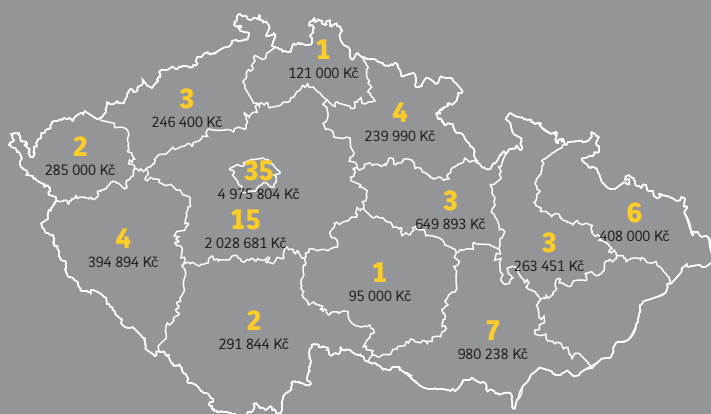 1
121 000 Kč
3
246 400 Kč
4
239 990 Kč
2
285 000 Kč
35
4 975 804 Kč
15
2 028 681 Kč
3
649 893 Kč
6
408 000 Kč
4
394 894 Kč
3
263 451 Kč
1
95 000 Kč
2
291 844 Kč
7
980 238 Kč